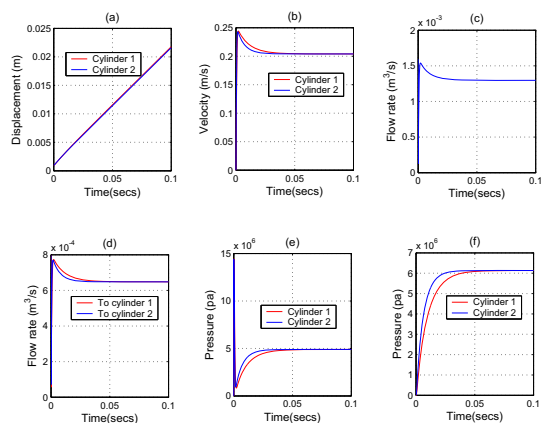 (a)
Displacement (m)
0.025
0.02
0.015
0.01
0.005
0
Cylinder 1
Cylinder 2
0
0.05
0.1
Time(secs)
(b)
Velocity (m/s)
0.25
0.2
0.15
0.1
0.05
0
Cylinder 1
Cylinder 2
0
0.05
0.1
Time(secs)
(c)
x 10⁻³
Flow rate (m³/s)
2
1.5
1
0.5
0
0
0.05
0.1
Time(secs)
(d)
x 10⁻⁴
Flow rate (m³/s)
8
6
4
2
0
To cylinder 1
To cylinder 2
0
0.05
0.1
Time(secs)
(e)
x 10⁶
Pressure (pa)
15
10
5
0
Cylinder 1
Cylinder 2
0
0.05
0.1
Time(secs)
(f)
x 10⁶
Pressure (pa)
7
6
5
4
3
2
1
0
Cylinder 1
Cylinder 2
0
0.05
0.1
Time(secs)